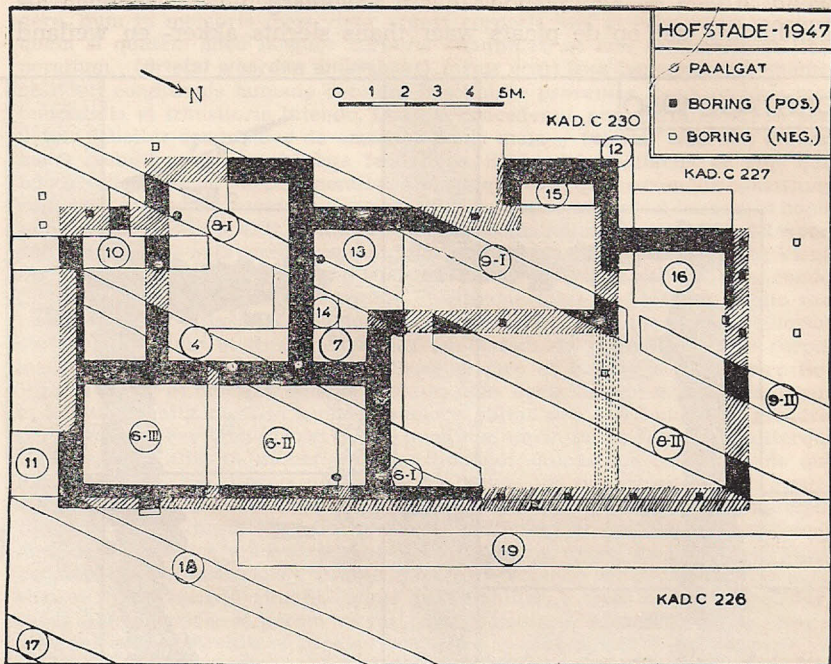 HOFSTADE-1947
PAALGAT
BORING (POS.)
BORING (NEG.)
N
0 1 2 3 4 5M.
KAD. C 230
KAD. C 227
12
15
8-I
10
13
9-I
16
14
4
7
9-II
6-III
6-II
8-II
11
6-I
19
18
KAD. C 226
17